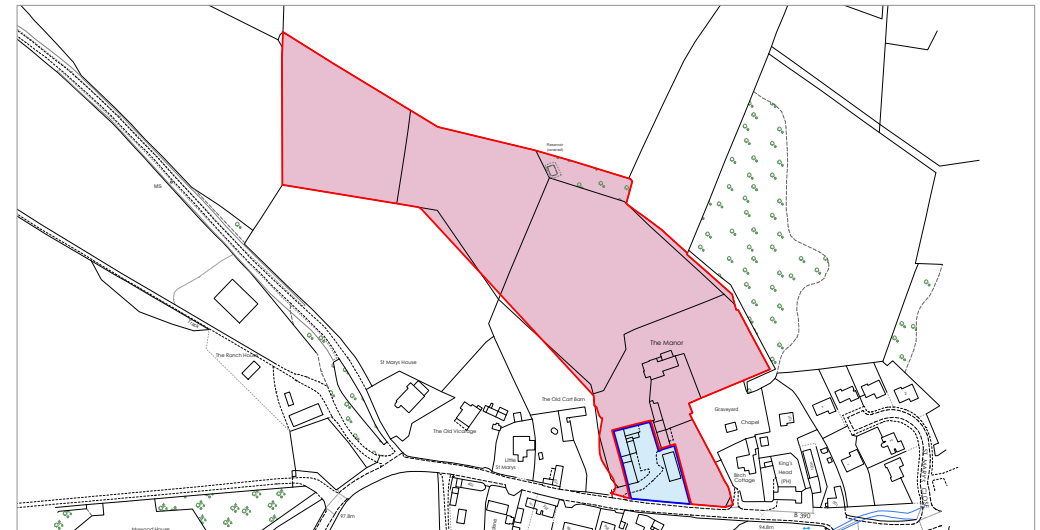 Reservoir
(covered)
MS
The Manor
The Ranch House
St Marys House
The Old Cart Barn
Graveyard
Chapel
The Old Vicarage
Little
St Marys
King's
Head
(PH)
Birch
Cottage
B 390
97.8m
94.8m